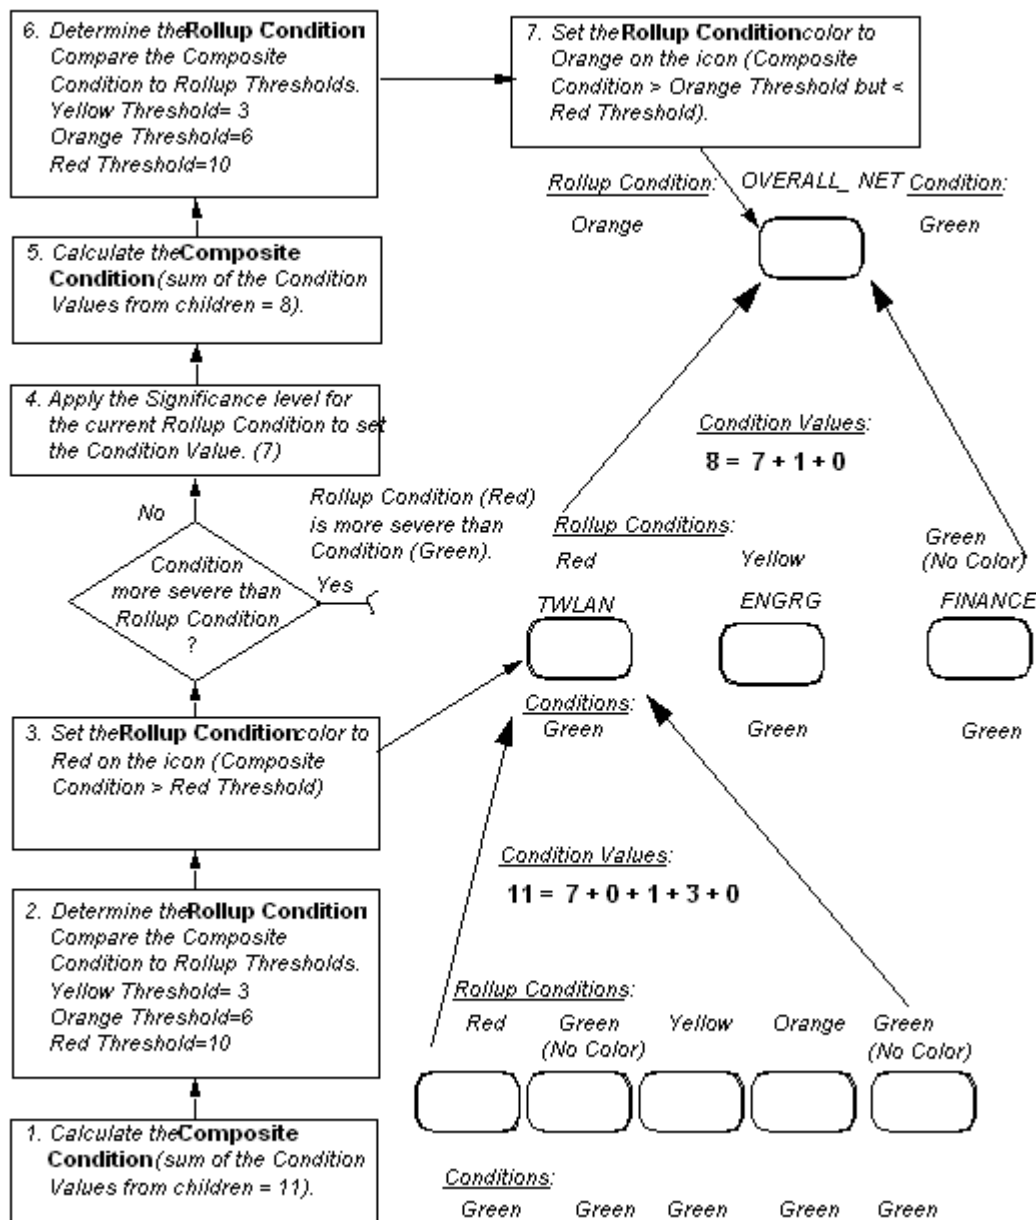 6. Determine the Rollup Condition
Compare the Composite
Condition to Rollup Thresholds.
Yellow Threshold= 3
Orange Threshold=6
Red Threshold=10
7. Set the Rollup Condition color to
Orange on the icon (Composite
Condition > Orange Threshold but <
Red Threshold).
Rollup Condition: OVERALL_ NET Condition:
Orange Green
5. Calculate the Composite
Condition (sum of the Condition
Values from children = 8).
4. Apply the Significance level for
the current Rollup Condition to set
the Condition Value. (7)
Condition Values:
8 = 7 + 1 + 0
No
Rollup Condition (Red)
is more severe than
Condition (Green).
Condition
more severe than
Rollup Condition
?
Yes
Rollup Conditions:
Red Yellow Green
(No Color)
TWLAN ENGRG FINANCE
Conditions:
Green Green Green
3. Set the Rollup Condition color to
Red on the icon (Composite
Condition > Red Threshold)
Condition Values:
11 = 7 + 0 + 1 + 3 + 0
2. Determine the Rollup Condition
Compare the Composite
Condition to Rollup Thresholds.
Yellow Threshold= 3
Orange Threshold=6
Red Threshold=10
Rollup Conditions:
Red Green Yellow Orange Green
(No Color) (No Color)
1. Calculate the Composite
Condition (sum of the Condition
Values from children = 11).
Conditions:
Green Green Green Green Green